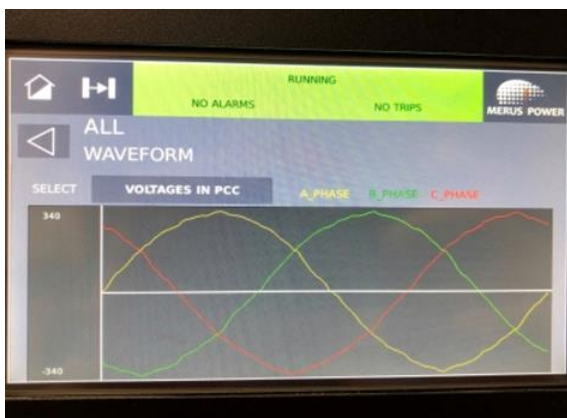 RUNNING
NO ALARMS NO TRIPS
MERUS POWER
ALL
WAVEFORM
SELECT VOLTAGES IN PCC A_PHASE B_PHASE C_PHASE
340
-340